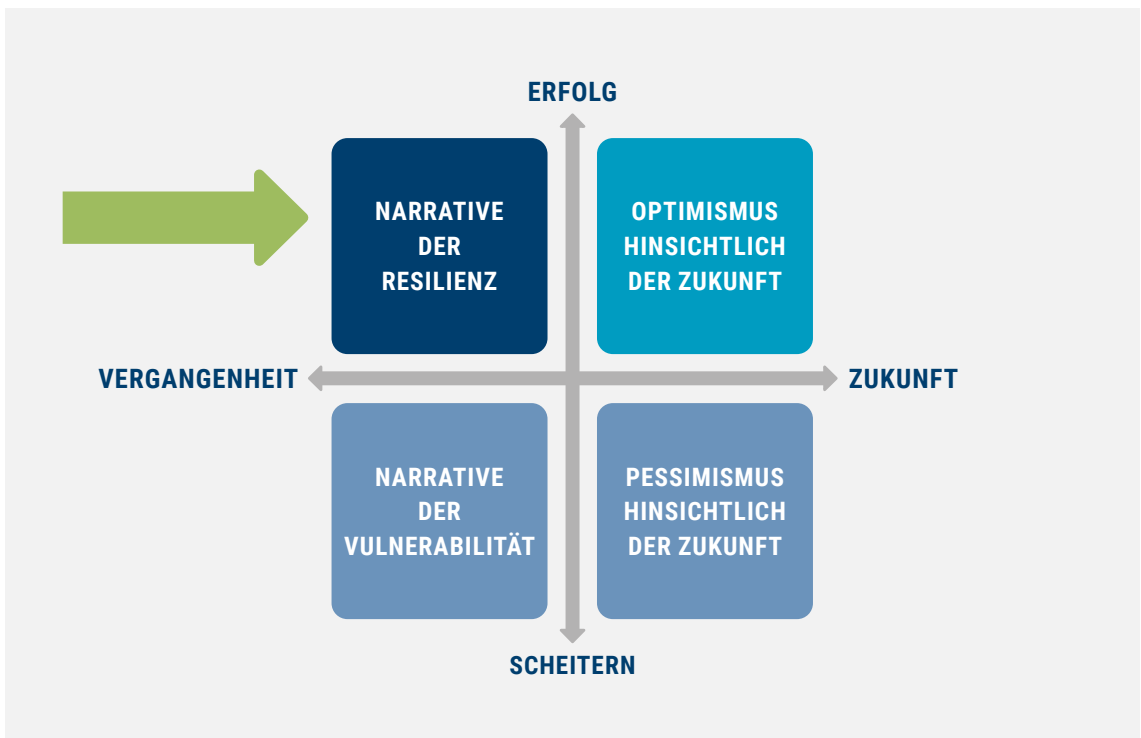 ERFOLG
NARRATIVE
DER
RESILIENZ
OPTIMISMUS
HINSICHTLICH
DER ZUKUNFT
VERGANGENHEIT
ZUKUNFT
NARRATIVE
DER
VULNERABILITÄT
PESSIMISMUS
HINSICHTLICH
DER ZUKUNFT
SCHEITERN